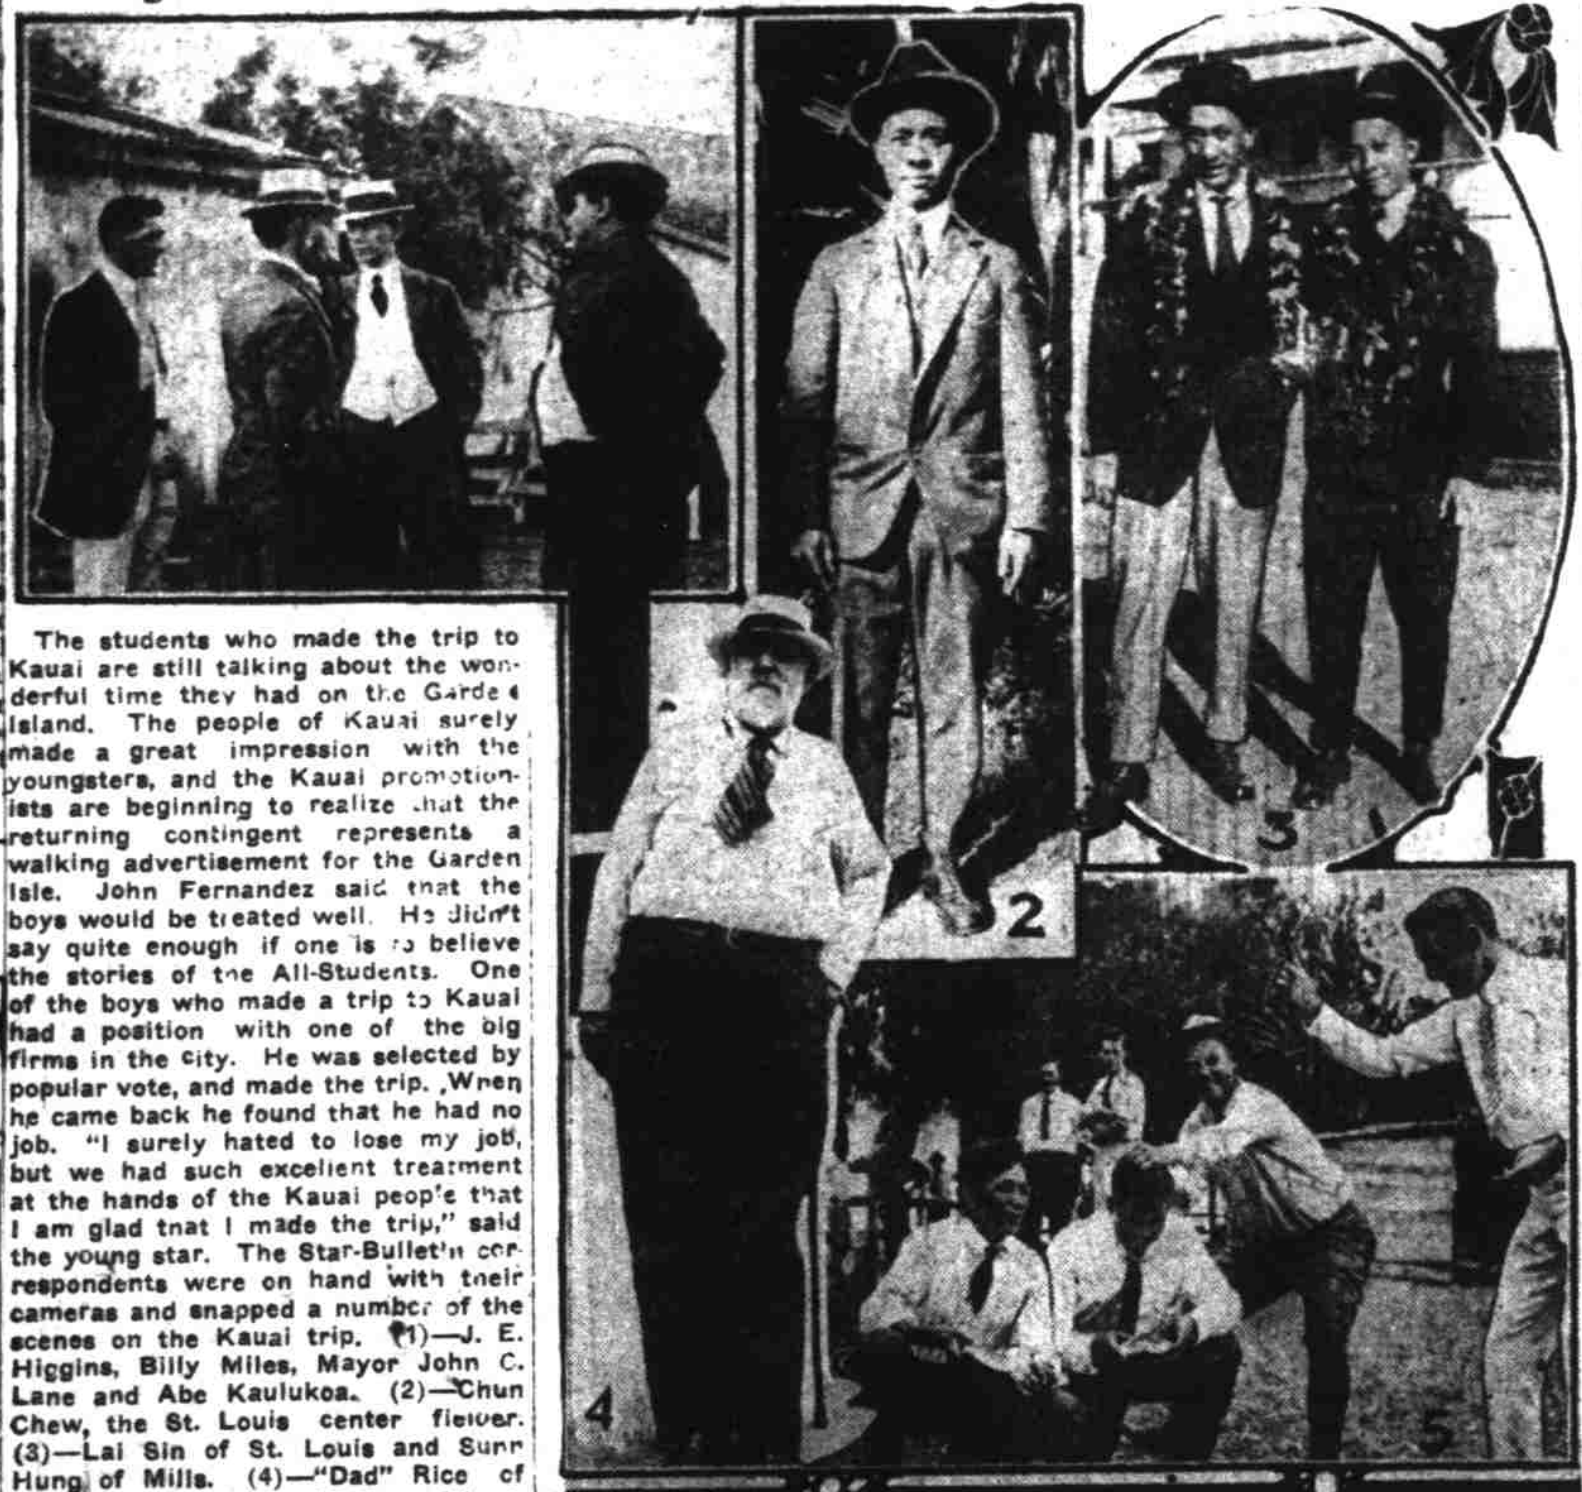 The students who made the trip to
Kauai are still talking about the won-
derful time they had on the Garde
Island. The people of Kauai surely
made a great impression with the
youngsters, and the Kauai promotion-
ists are beginning to realize that the
returning contingent represents a
walking advertisement for the Garden
Isle. John Fernandez said that the
boys would be treated well. He didn't
say quite enough if one is to believe
the stories of the All-Students. One
of the boys who made a trip to Kauai
had a position with one of the big
firms in the city. He was selected by
popular vote, and made the trip. When
he came back he found that he had no
job. "I surely hated to lose my job,
but we had such excellent treatment
at the hands of the Kauai people that
I am glad that I made the trip," said
the young star. The Star-Bulletin cor-
respondents were on hand with their
cameras and snapped a number of the
scenes on the Kauai trip. (1)—J. E.
Higgins, Billy Miles, Mayor John C.
Lane and Abe Kaulukoa. (2)—Chun
Chew, the St. Louis center fielder.
(3)—Lai Sin of St. Louis and Sunn
Hung of Mills. (4)—"Dad" Rice of
1
2
3
4
5